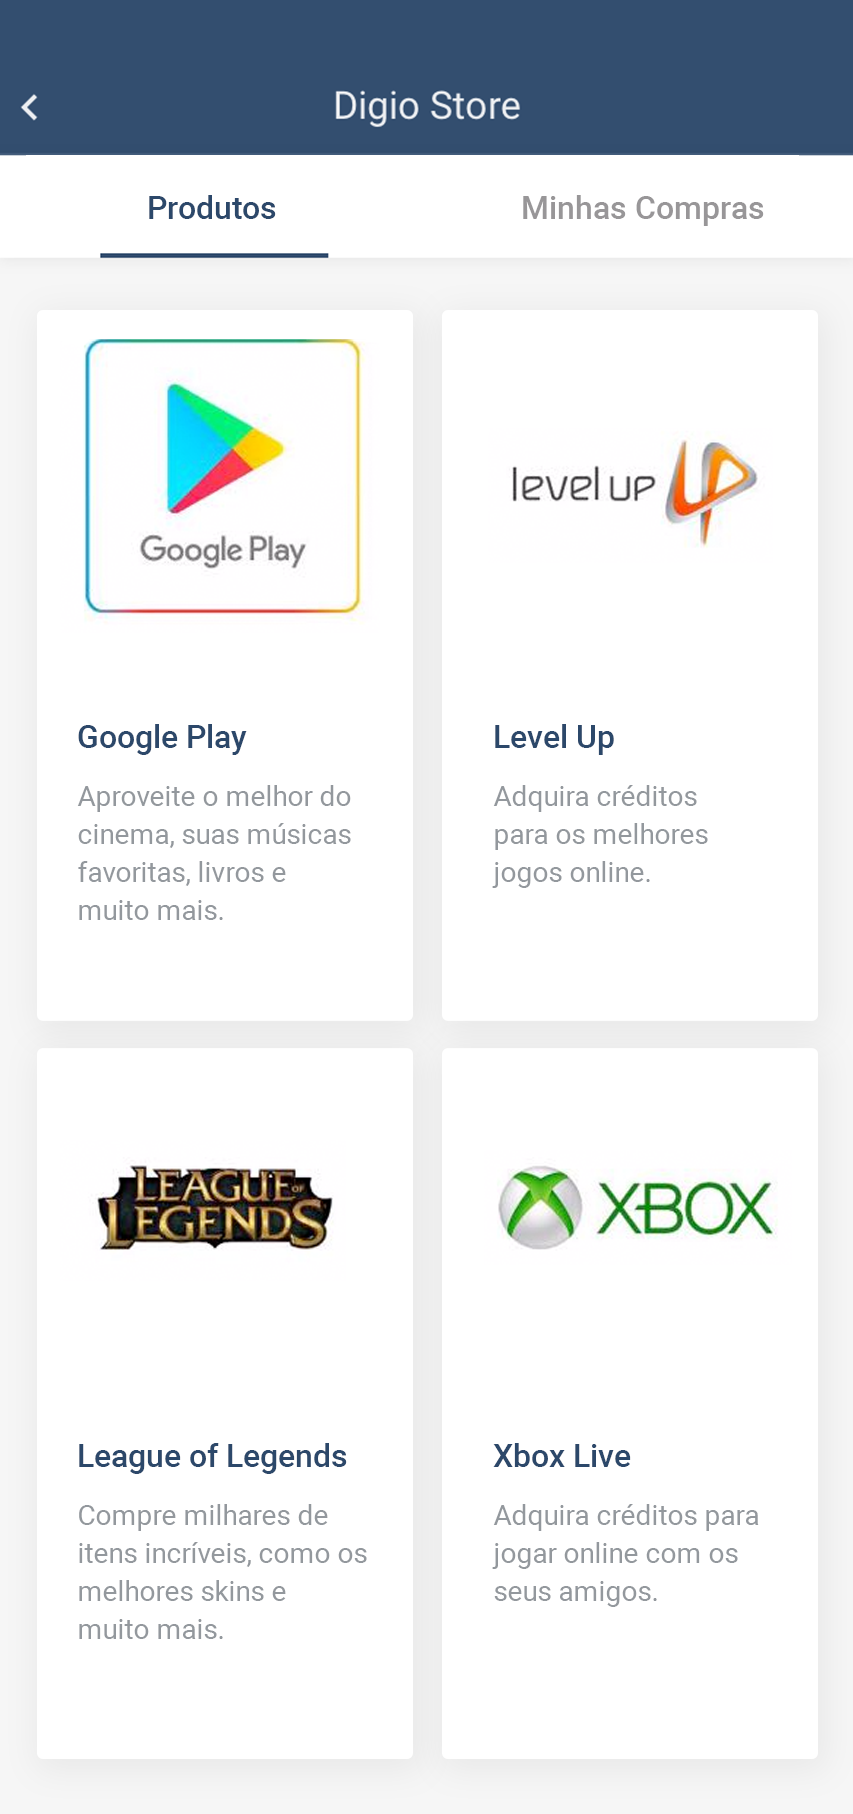 Digio Store
Produtos
Minhas Compras
Google Play
level up
Google Play
Aproveite o melhor do
cinema, suas músicas
favoritas, livros e
muito mais.
Level Up
Adquira créditos
para os melhores
jogos online.
LEAGUE OF
LEGENDS
XBOX
League of Legends
Compre milhares de
itens incríveis, como os
melhores skins e
muito mais.
Xbox Live
Adquira créditos para
jogar online com os
seus amigos.